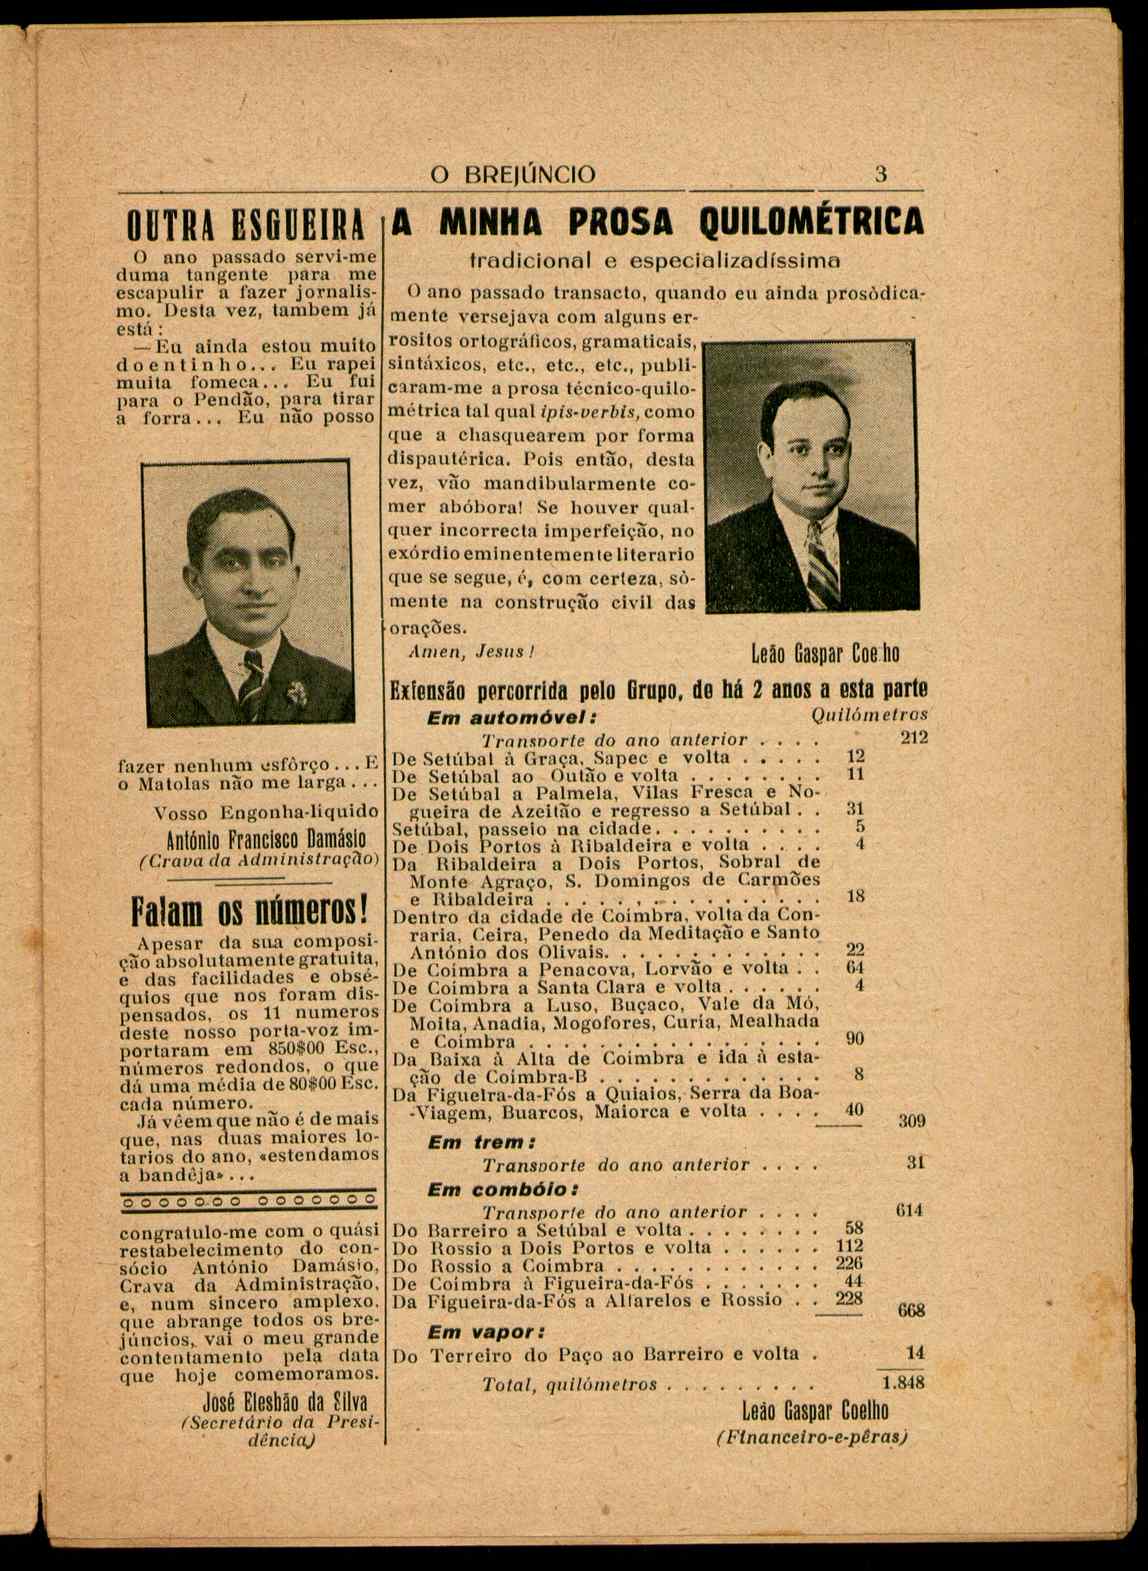 O BREJÚNCIO 3
OUTRA ESGUEIRA
O ano passado servi-me
duma tangente para me
escapulir a fazer jornalis-
mo. Desta vez, tambem já
está:
—Eu ainda estou muito
doentinho... Eu rapei
muita fomeca... Eu fui
para o Pendão, para tirar
a forra... Eu não posso
fazer nenhum esfôrço... E
o Matolas não me larga...
Vosso Engonha-liquido
António Francisco Damásio
(Crava da Administração)
Falam os números!
Apesar da sua composi-
ção absolutamente gratuita,
e das facilidades e obsé-
quios que nos foram dis-
pensados, os 11 numeros
deste nosso porta-voz im-
portaram em 850$00 Esc.,
números redondos, o que
dá uma média de 80$00 Esc.
cada número.
Já vêem que não é de mais
que, nas duas maiores lo-
tarios do ano, «estendamos
a bandêja»...
congratulo-me com o quási
restabelecimento do con-
sócio António Damásio,
Crava da Administração,
e, num sincero amplexo,
que abrange todos os bre-
júncios, vai o meu grande
contentamento pela data
que hoje comemoramos.
José Elesbão da Silva
(Secretário da Presi-
dência)
A MINHA PROSA QUILOMÉTRICA
tradicional e especializadíssima
O ano passado transacto, quando eu ainda prosòdica-
mente versejava com alguns er-
rositos ortográficos, gramaticais,
sintáxicos, etc., etc., etc., publi-
caram-me a prosa técnico-quilo-
métrica tal qual ipis-verbis, como
que a chasquearem por forma
dispautérica. Pois então, desta
vez, vão mandibularmente co-
mer abóbora! Se houver qual-
quer incorrecta imperfeição, no
exórdio eminentemente literario
que se segue, é, com certeza, sò-
mente na construção civil das
orações.
Amen, Jesus!
Leão Gaspar Coelho
Extensão percorrida pelo Grupo, de há 2 anos a esta parte
Em automóvel: Quilómetros
Transporte do ano anterior . . . . 212
De Setúbal à Graça, Sapec e volta . . . . . 12
De Setúbal ao Outão e volta . . . . . . . . 11
De Setúbal a Palmela, Vilas Fresca e No-
gueira de Azeitão e regresso a Setúbal . . 31
Setúbal, passeio na cidade. . . . . . . . . . 5
De Dois Portos à Ribaldeira e volta . . . . 4
Da Ribaldeira a Dois Portos, Sobral de
Monte Agraço, S. Domingos de Carmões
e Ribaldeira . . . . . . . . . . . . . . . . 18
Dentro da cidade de Coimbra, volta da Con-
raria, Ceira, Penedo da Meditação e Santo
António dos Olivais. . . . . . . . . . . . . 22
De Coimbra a Penacova, Lorvão e volta . . 64
De Coimbra a Santa Clara e volta . . . . . . 4
De Coimbra a Luso, Buçaco, Vale da Mó,
Moita, Anadia, Mogofores, Curia, Mealhada
e Coimbra . . . . . . . . . . . . . . . . . 90
Da Baixa à Alta de Coimbra e ida à esta-
ção de Coimbra-B . . . . . . . . . . . . . 8
Da Figueira-da-Fós a Quiaios, Serra da Boa-
-Viagem, Buarcos, Maiorca e volta . . . . 40
309
Em trem:
Transporte do ano anterior . . . . 31
Em combóio:
Transporte do ano anterior . . . . 614
Do Barreiro a Setúbal e volta . . . . . . . . 58
Do Rossio a Dois Portos e volta . . . . . . 112
Do Rossio a Coimbra . . . . . . . . . . . . 226
De Coimbra à Figueira-da-Fós . . . . . . . 44
Da Figueira-da-Fós a Alfarelos e Rossio . . 228
668
Em vapor:
Do Terreiro do Paço ao Barreiro e volta . 14
Total, quilómetros . . . . . . . . . 1.848
Leão Gaspar Coelho
(Financeiro-e-pêras)